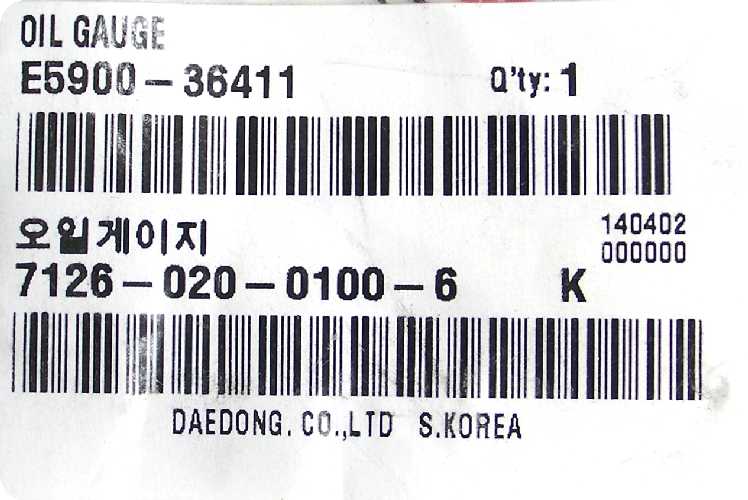 OIL GAUGE
E5900-36411 Q'ty: 1
오일게이지 140402
000000
7126-020-0100-6 K
DAEDONG. CO.,LTD S.KOREA